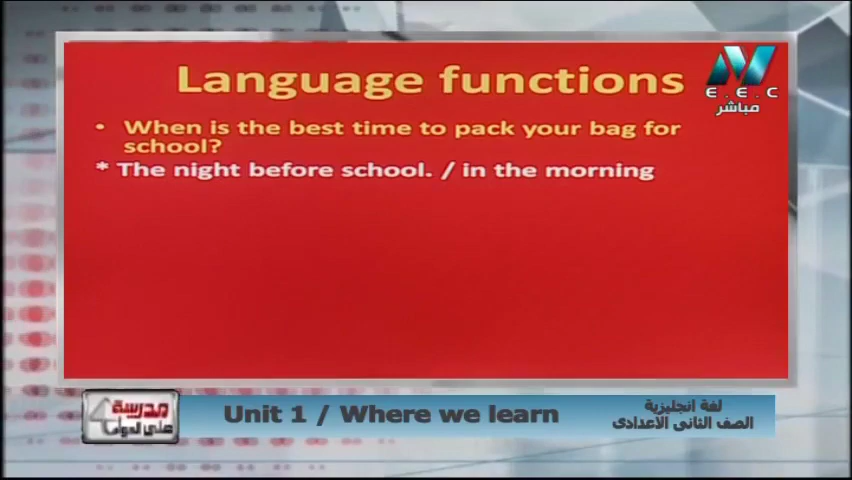 Language functions
E.E.C
مباشر
• When is the best time to pack your bag for
school?
* The night before school. / in the morning
مدرسة
على الهواء
Unit 1 / Where we learn
لغة انجليزية
الصف الثانى الاعدادى